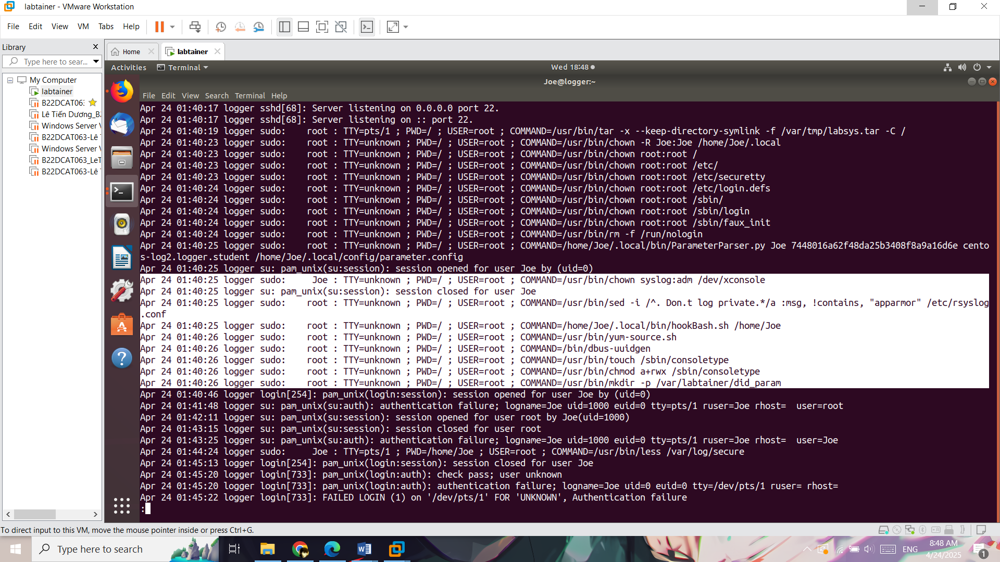 labtainer - VMware Workstation
File Edit View VM Tabs Help
Library
Home
labtainer
Type here to sear...
Activities
Terminal
Wed 18:48
My Computer
labtainer
B22DCAT06
Lê Tiến Dương_B2
Windows Server V
B22DCAT063-Lê T
Windows Server V
B22DCAT063_LeT
B22DCAT063-Lê T
Joe@logger:~
File Edit View Search Terminal Help
Apr 24 01:40:17 logger sshd[68]: Server listening on 0.0.0.0 port 22.
Apr 24 01:40:17 logger sshd[68]: Server listening on :: port 22.
Apr 24 01:40:19 logger sudo:    root : TTY=pts/1 ; PWD=/ ; USER=root ; COMMAND=/usr/bin/tar -x --keep-directory-symlink -f /var/tmp/labsys.tar -C /
Apr 24 01:40:23 logger sudo:    root : TTY=unknown ; PWD=/ ; USER=root ; COMMAND=/usr/bin/chown -R Joe:Joe /home/Joe/.local
Apr 24 01:40:23 logger sudo:    root : TTY=unknown ; PWD=/ ; USER=root ; COMMAND=/usr/bin/chown root:root /
Apr 24 01:40:23 logger sudo:    root : TTY=unknown ; PWD=/ ; USER=root ; COMMAND=/usr/bin/chown root:root /etc/
Apr 24 01:40:23 logger sudo:    root : TTY=unknown ; PWD=/ ; USER=root ; COMMAND=/usr/bin/chown root:root /etc/securetty
Apr 24 01:40:24 logger sudo:    root : TTY=unknown ; PWD=/ ; USER=root ; COMMAND=/usr/bin/chown root:root /etc/login.defs
Apr 24 01:40:24 logger sudo:    root : TTY=unknown ; PWD=/ ; USER=root ; COMMAND=/usr/bin/chown root:root /sbin/
Apr 24 01:40:24 logger sudo:    root : TTY=unknown ; PWD=/ ; USER=root ; COMMAND=/usr/bin/chown root:root /sbin/login
Apr 24 01:40:24 logger sudo:    root : TTY=unknown ; PWD=/ ; USER=root ; COMMAND=/usr/bin/chown root:root /sbin/faux_init
Apr 24 01:40:24 logger sudo:    root : TTY=unknown ; PWD=/ ; USER=root ; COMMAND=/usr/bin/rm -f /run/nologin
Apr 24 01:40:25 logger sudo:    root : TTY=unknown ; PWD=/ ; USER=root ; COMMAND=/home/Joe/.local/bin/ParameterParser.py Joe 7448016a62f48da25b3408f8a9a16d6e cento
s-log2.logger.student /home/Joe/.local/config/parameter.config
Apr 24 01:40:25 logger su: pam_unix(su:session): session opened for user Joe by (uid=0)
Apr 24 01:40:25 logger sudo:     Joe : TTY=unknown ; PWD=/ ; USER=root ; COMMAND=/usr/bin/chown syslog:adm /dev/xconsole
Apr 24 01:40:25 logger su: pam_unix(su:session): session closed for user Joe
Apr 24 01:40:25 logger sudo:    root : TTY=unknown ; PWD=/ ; USER=root ; COMMAND=/usr/bin/sed -i /^. Don.t log private.*/a :msg, !contains, "apparmor" /etc/rsyslog
.conf
Apr 24 01:40:25 logger sudo:    root : TTY=unknown ; PWD=/ ; USER=root ; COMMAND=/home/Joe/.local/bin/hookBash.sh /home/Joe
Apr 24 01:40:26 logger sudo:    root : TTY=unknown ; PWD=/ ; USER=root ; COMMAND=/usr/bin/yum-source.sh
Apr 24 01:40:26 logger sudo:    root : TTY=unknown ; PWD=/ ; USER=root ; COMMAND=/bin/dbus-uuidgen
Apr 24 01:40:26 logger sudo:    root : TTY=unknown ; PWD=/ ; USER=root ; COMMAND=/usr/bin/touch /sbin/consoletype
Apr 24 01:40:26 logger sudo:    root : TTY=unknown ; PWD=/ ; USER=root ; COMMAND=/usr/bin/chmod a+rwx /sbin/consoletype
Apr 24 01:40:26 logger sudo:    root : TTY=unknown ; PWD=/ ; USER=root ; COMMAND=/usr/bin/mkdir -p /var/labtainer/did_param
Apr 24 01:40:46 logger login[254]: pam_unix(login:session): session opened for user Joe by (uid=0)
Apr 24 01:41:48 logger su: pam_unix(su:auth): authentication failure; logname=Joe uid=1000 euid=0 tty=pts/1 ruser=Joe rhost=  user=root
Apr 24 01:42:11 logger su: pam_unix(su:session): session opened for user root by Joe(uid=1000)
Apr 24 01:43:15 logger su: pam_unix(su:session): session closed for user root
Apr 24 01:43:25 logger su: pam_unix(su:auth): authentication failure; logname=Joe uid=1000 euid=0 tty=pts/1 ruser=Joe rhost=  user=Joe
Apr 24 01:44:24 logger sudo:     Joe : TTY=pts/1 ; PWD=/home/Joe ; USER=root ; COMMAND=/usr/bin/less /var/log/secure
Apr 24 01:45:13 logger login[254]: pam_unix(login:session): session closed for user Joe
Apr 24 01:45:20 logger login[733]: pam_unix(login:auth): check pass; user unknown
Apr 24 01:45:20 logger login[733]: pam_unix(login:auth): authentication failure; logname=Joe uid=0 euid=0 tty=/dev/pts/1 ruser= rhost=
Apr 24 01:45:22 logger login[733]: FAILED LOGIN (1) on '/dev/pts/1' FOR 'UNKNOWN', Authentication failure
:
To direct input to this VM, move the mouse pointer inside or press Ctrl+G.
Type here to search
ENG
8:48 AM
4/24/2025
1